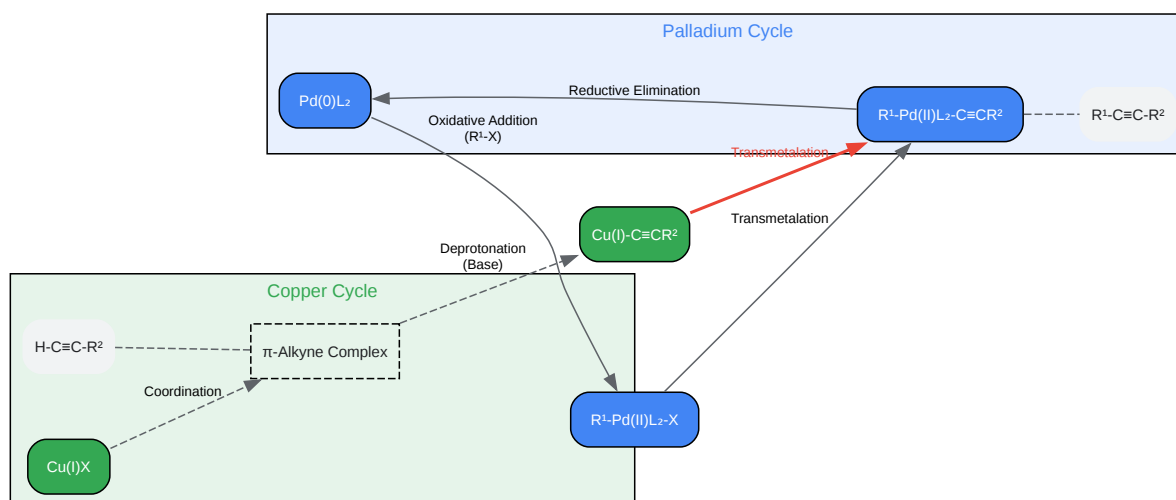 Palladium Cycle
Pd(0)L₂
Reductive Elimination
Oxidative Addition
(R¹-X)
R¹-Pd(II)L₂-C≡CR²
R¹-C≡C-R²
Transmetalation
Transmetalation
Cu(I)-C≡CR²
Deprotonation
(Base)
Copper Cycle
H-C≡C-R²
π-Alkyne Complex
Coordination
R¹-Pd(II)L₂-X
Cu(I)X